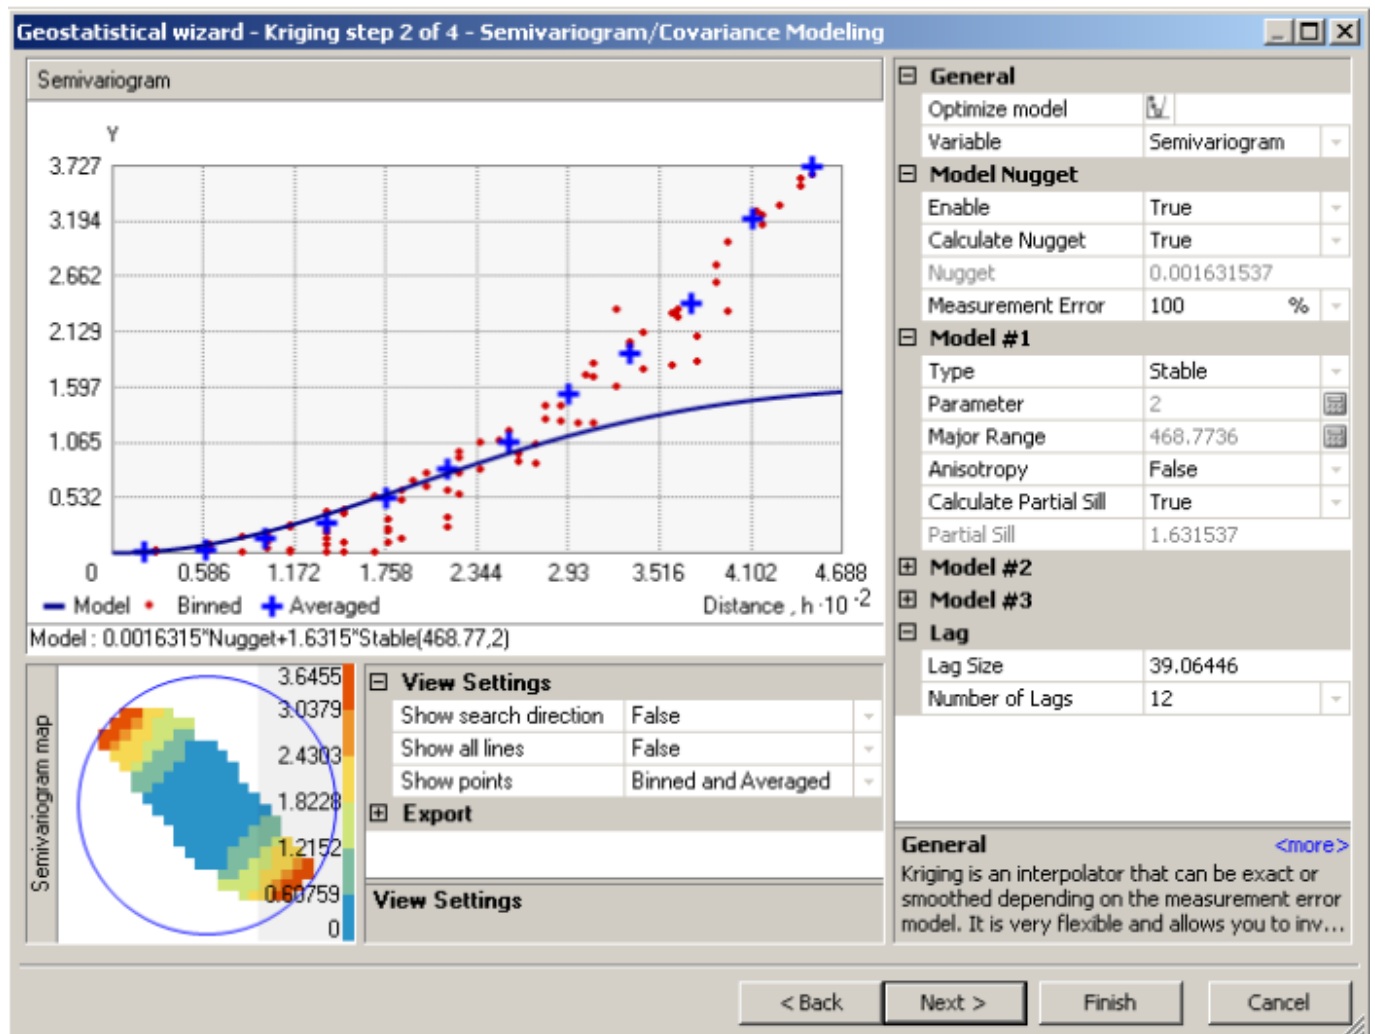 Geostatistical wizard - Kriging step 2 of 4 - Semivariogram/Covariance Modeling
Semivariogram
Y
3.727
3.194
2.662
2.129
1.597
1.065
0.532
0 0.586 1.172 1.758 2.344 2.93 3.516 4.102 4.688
Model Binned Averaged Distance , h ·10 -2
Model : 0.0016315*Nugget+1.6315*Stable(468.77,2)
Semivariogram map
3.6455
3.0379
2.4303
1.8228
1.2152
0.60759
0
View Settings
Show search direction False
Show all lines False
Show points Binned and Averaged
Export
View Settings
General
Optimize model
Variable Semivariogram
Model Nugget
Enable True
Calculate Nugget True
Nugget 0.001631537
Measurement Error 100 %
Model #1
Type Stable
Parameter 2
Major Range 468.7736
Anisotropy False
Calculate Partial Sill True
Partial Sill 1.631537
Model #2
Model #3
Lag
Lag Size 39.06446
Number of Lags 12
General <more>
Kriging is an interpolator that can be exact or
smoothed depending on the measurement error
model. It is very flexible and allows you to inv...
< Back Next > Finish Cancel